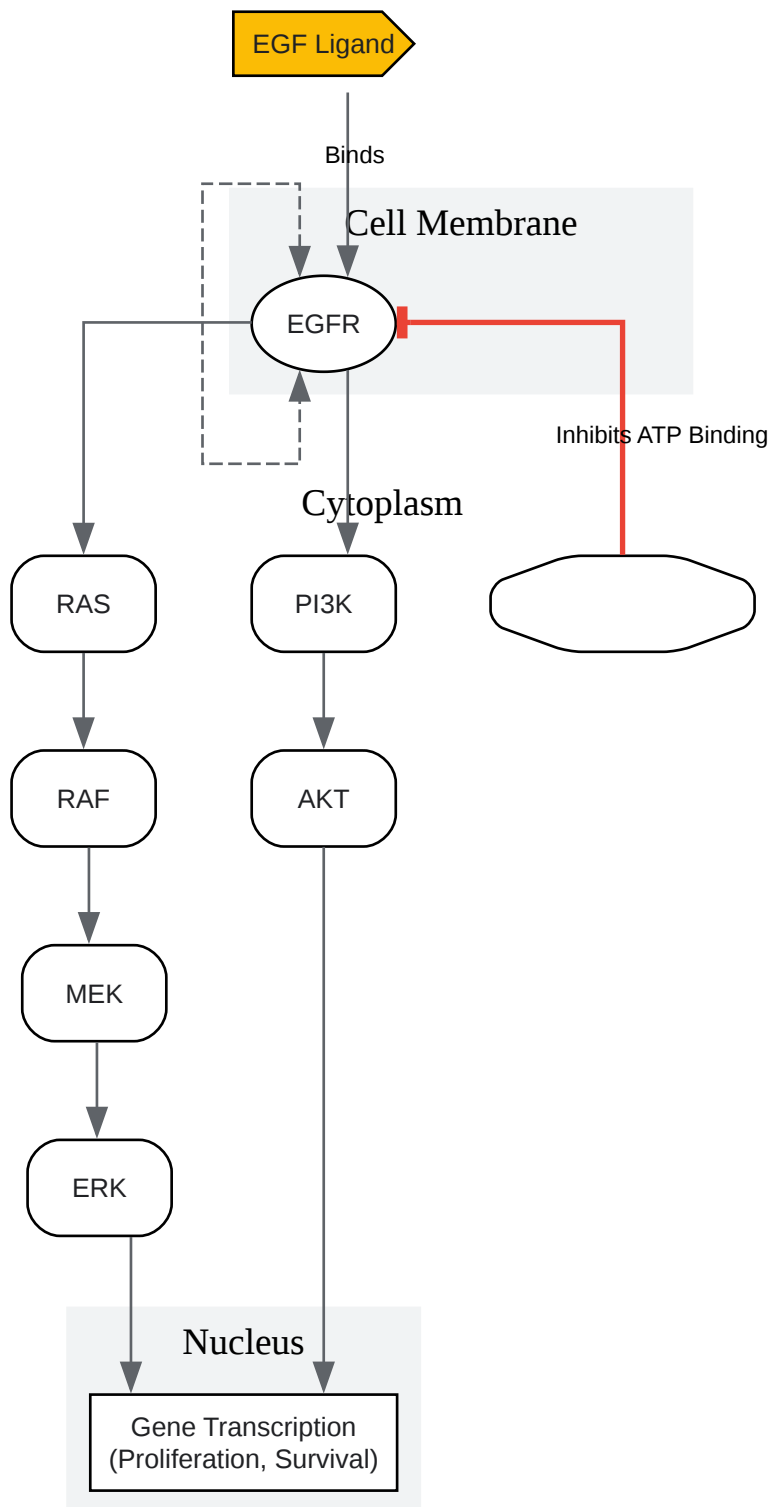 EGF Ligand
Binds
Cell Membrane
EGFR
Inhibits ATP Binding
Cytoplasm
RAS
PI3K
RAF
AKT
MEK
ERK
Nucleus
Gene Transcription
(Proliferation, Survival)